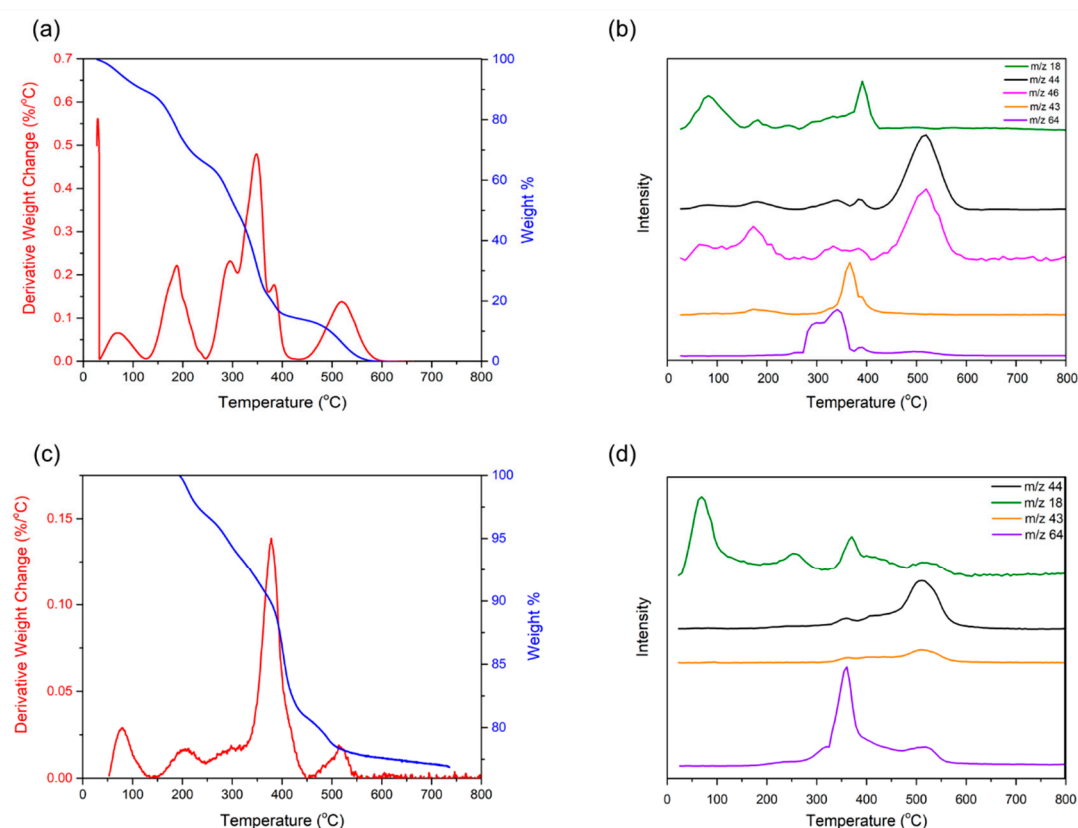 (a)
0.7
0.6
0.5
0.4
0.3
0.2
0.1
0.0
Derivative Weight Change (%/°C)
100
80
60
40
20
0
Weight %
0 100 200 300 400 500 600 700 800
Temperature (°C)
(b)
m/z 18
m/z 44
m/z 46
m/z 43
m/z 64
Intensity
0 100 200 300 400 500 600 700 800
Temperature (°C)
(c)
0.15
0.10
0.05
0.00
Derivative Weight Change (%/°C)
100
95
90
85
80
Weight %
0 100 200 300 400 500 600 700 800
Temperature (°C)
(d)
m/z 44
m/z 18
m/z 43
m/z 64
Intensity
0 100 200 300 400 500 600 700 800
Temperature (°C)